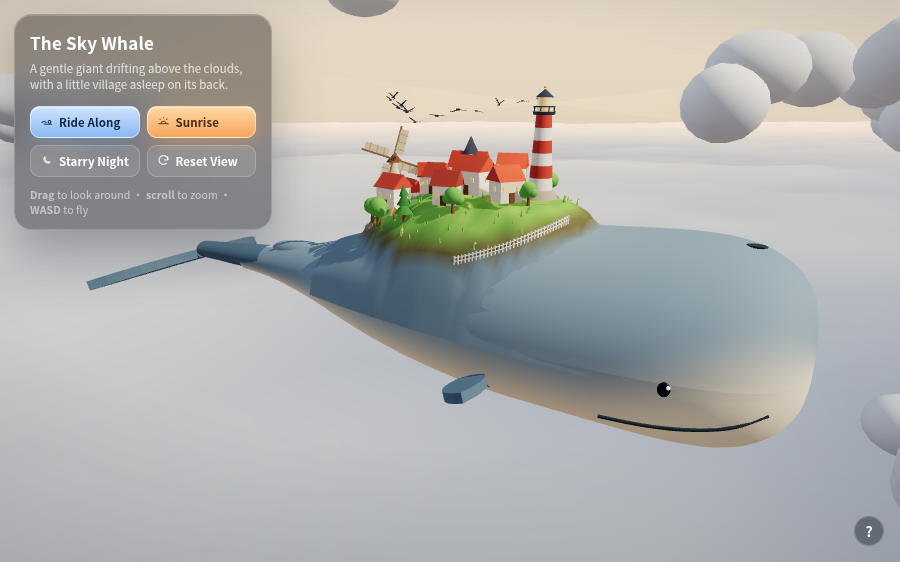 The Sky Whale
A gentle giant drifting above the clouds,
with a little village asleep on its back.
Ride Along
Sunrise
Starry Night
Reset View
Drag to look around • scroll to zoom •
WASD to fly
?